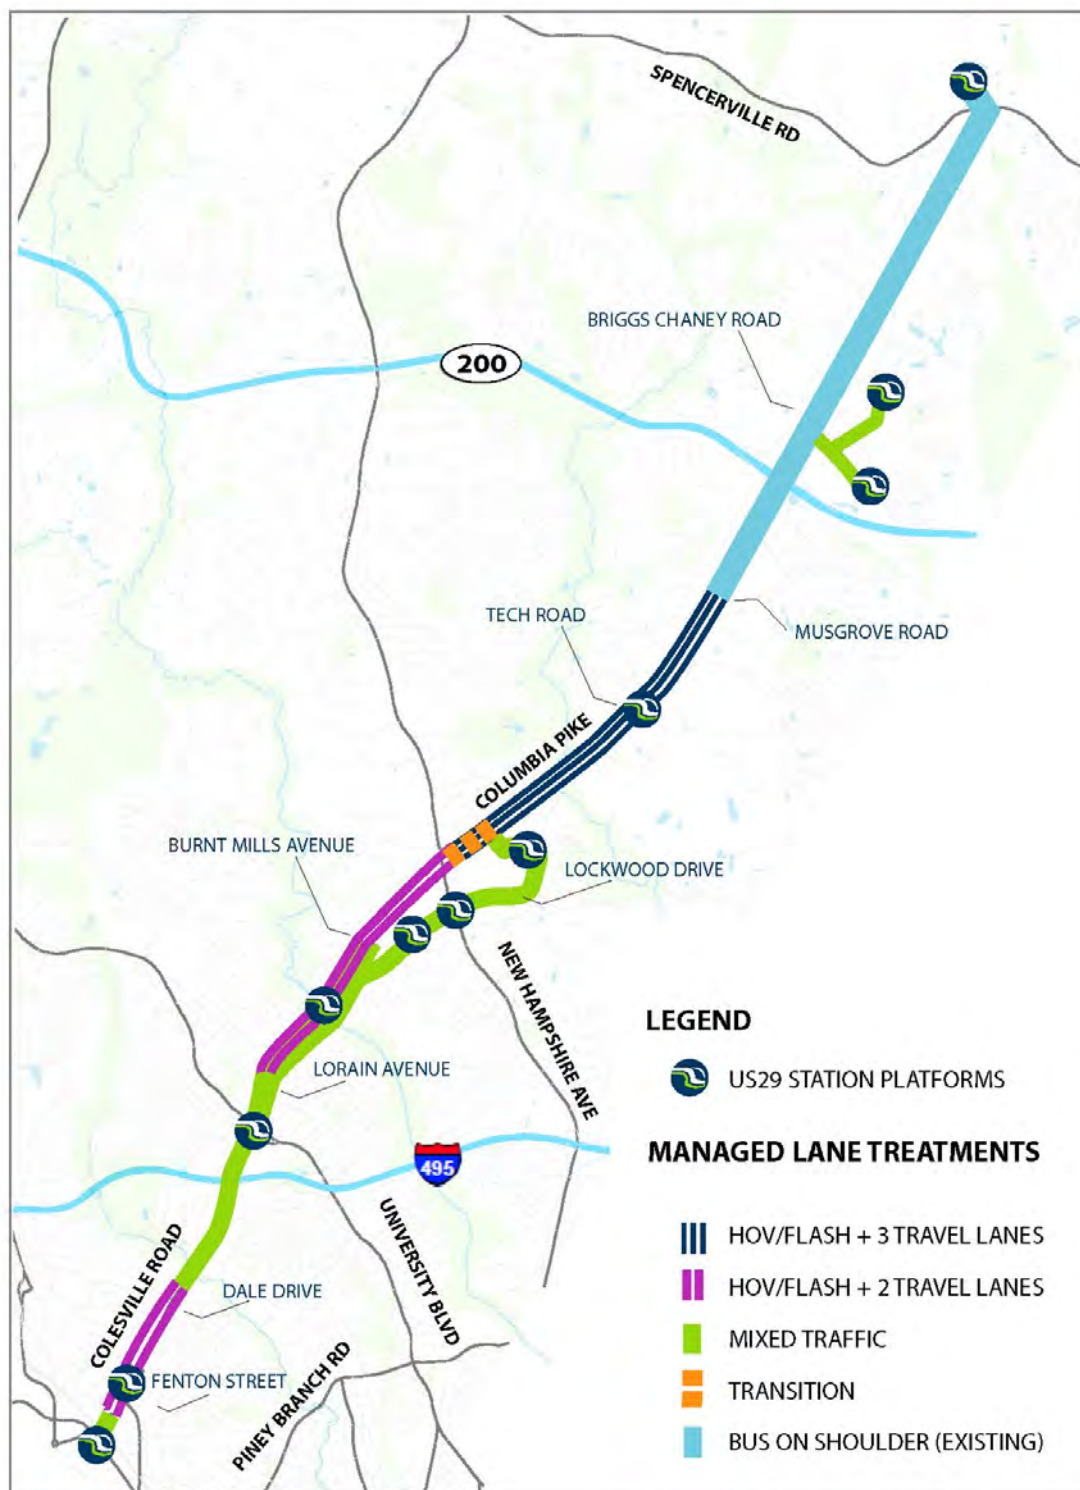 SPENCERVILLE RD
BRIGGS CHANEY ROAD
200
TECH ROAD
MUSGROVE ROAD
COLUMBIA PIKE
BURNT MILLS AVENUE
LOCKWOOD DRIVE
NEW HAMPSHIRE AVE
LORAIN AVENUE
495
UNIVERSITY BLVD
COLESVILLE ROAD
DALE DRIVE
FENTON STREET
PINEY BRANCH RD
LEGEND
US29 STATION PLATFORMS
MANAGED LANE TREATMENTS
HOV/FLASH + 3 TRAVEL LANES
HOV/FLASH + 2 TRAVEL LANES
MIXED TRAFFIC
TRANSITION
BUS ON SHOULDER (EXISTING)